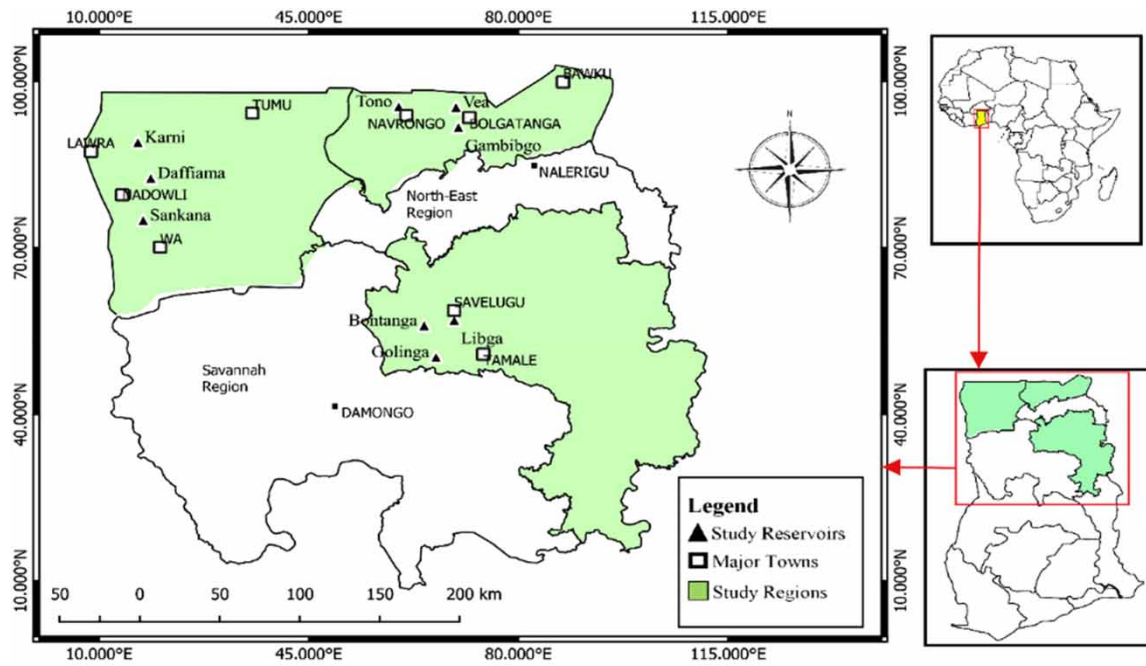 10.000°E 45.000°E 80.000°E 115.000°E
100.000°N
70.000°N
40.000°N
10.000°N
100.000°N
70.000°N
40.000°N
10.000°N
BAWKU
TUMU
Tono
Vea
NAVRONGO
BOLGATANGA
LAWRA
Karni
Gambibgo
N
Daffiama
NALERIGU
NADOWLI
North-East
Region
Sankana
WA
SAVELUGU
Bontanga
Libga
Golinga
TAMALE
Savannah
Region
DAMONGO
Legend
Study Reservoirs
Major Towns
Study Regions
50 0 50 100 150 200 km
10.000°E 45.000°E 80.000°E 115.000°E